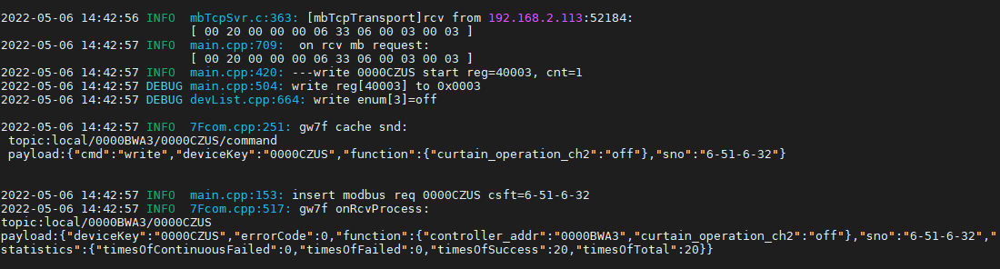 2022-05-06 14:42:56 INFO  mbTcpSvr.c:363: [mbTcpTransport]rcv from 192.168.2.113:52184:
[ 00 20 00 00 00 06 33 06 00 03 00 03 ]
2022-05-06 14:42:57 INFO  main.cpp:709:  on rcv mb request:
[ 00 20 00 00 00 06 33 06 00 03 00 03 ]
2022-05-06 14:42:57 INFO  main.cpp:420: ---write 0000CZUS start reg=40003, cnt=1
2022-05-06 14:42:57 DEBUG main.cpp:504: write reg[40003] to 0x0003
2022-05-06 14:42:57 DEBUG devList.cpp:664: write enum[3]=off
2022-05-06 14:42:57 INFO  7Fcom.cpp:251: gw7f cache snd:
topic:local/0000BWA3/0000CZUS/command
payload:{"cmd":"write","deviceKey":"0000CZUS","function":{"curtain_operation_ch2":"off"},"sno":"6-51-6-32"}
2022-05-06 14:42:57 INFO  main.cpp:153: insert modbus req 0000CZUS csft=6-51-6-32
2022-05-06 14:42:57 INFO  7Fcom.cpp:517: gw7f onRcvProcess:
topic:local/0000BWA3/0000CZUS
payload:{"deviceKey":"0000CZUS","errorCode":0,"function":{"controller_addr":"0000BWA3","curtain_operation_ch2":"off"},"sno":"6-51-6-32","
statistics":{"timesOfContinuousFailed":0,"timesOfFailed":0,"timesOfSuccess":20,"timesOfTotal":20}}